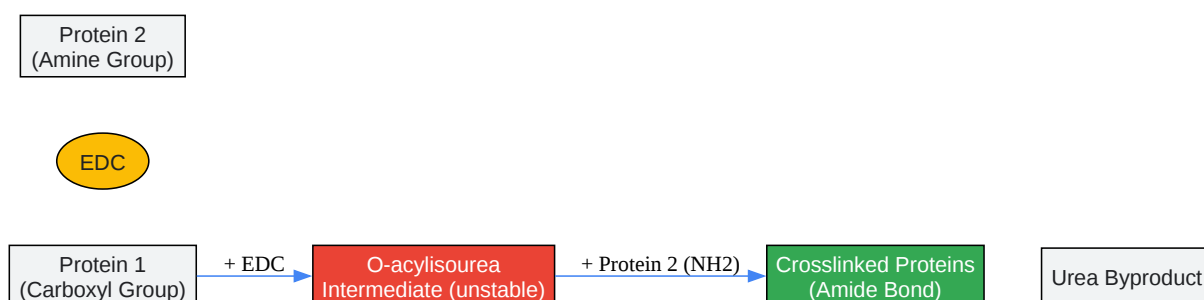 Protein 2
(Amine Group)
EDC
Protein 1
(Carboxyl Group)
+ EDC
O-acylisourea
Intermediate (unstable)
+ Protein 2 (NH2)
Crosslinked Proteins
(Amide Bond)
Urea Byproduct